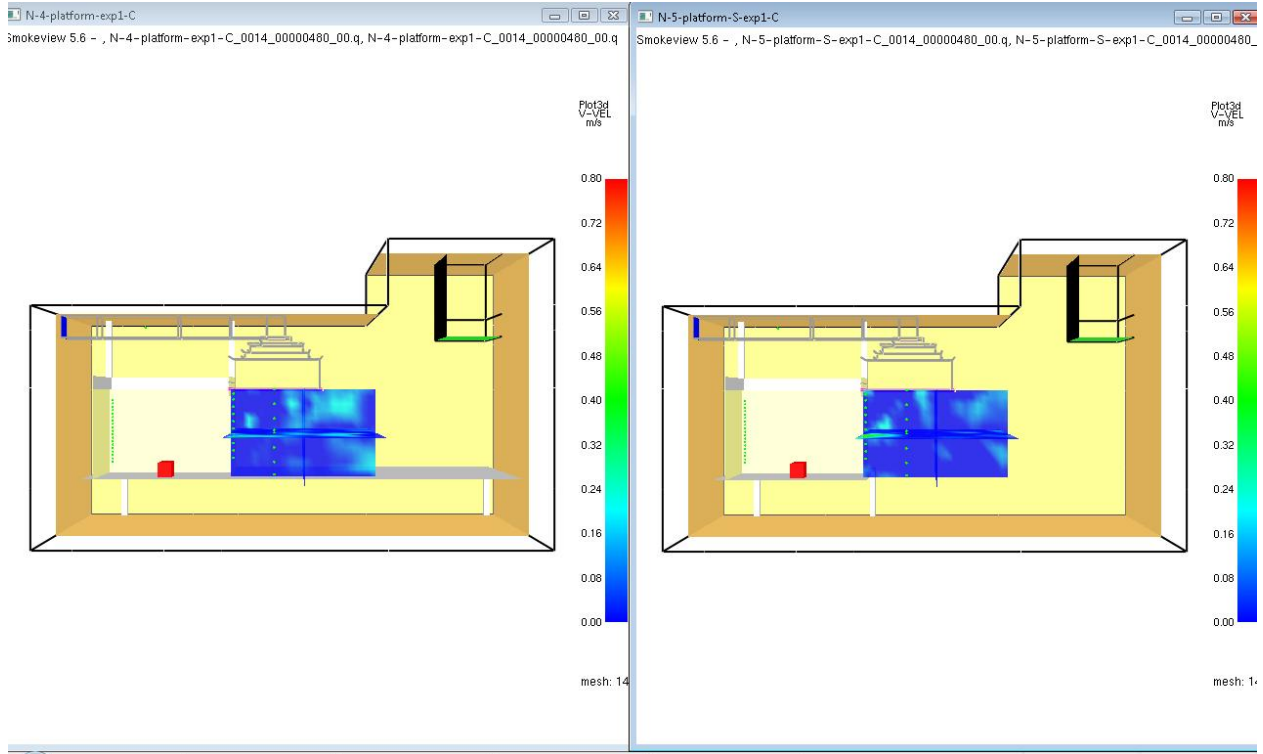 N-4-platform-exp1-C
Smokeview 5.6 - , N-4-platform-exp1-C_0014_00000480_00.q, N-4-platform-exp1-C_0014_00000480_00.q
Plot3d
V-VEL
m/s
0.80
0.72
0.64
0.56
0.48
0.40
0.32
0.24
0.16
0.08
0.00
mesh: 14
N-5-platform-S-exp1-C
Smokeview 5.6 - , N-5-platform-S-exp1-C_0014_00000480_00.q, N-5-platform-S-exp1-C_0014_00000480_
Plot3d
V-VEL
m/s
0.80
0.72
0.64
0.56
0.48
0.40
0.32
0.24
0.16
0.08
0.00
mesh: 14